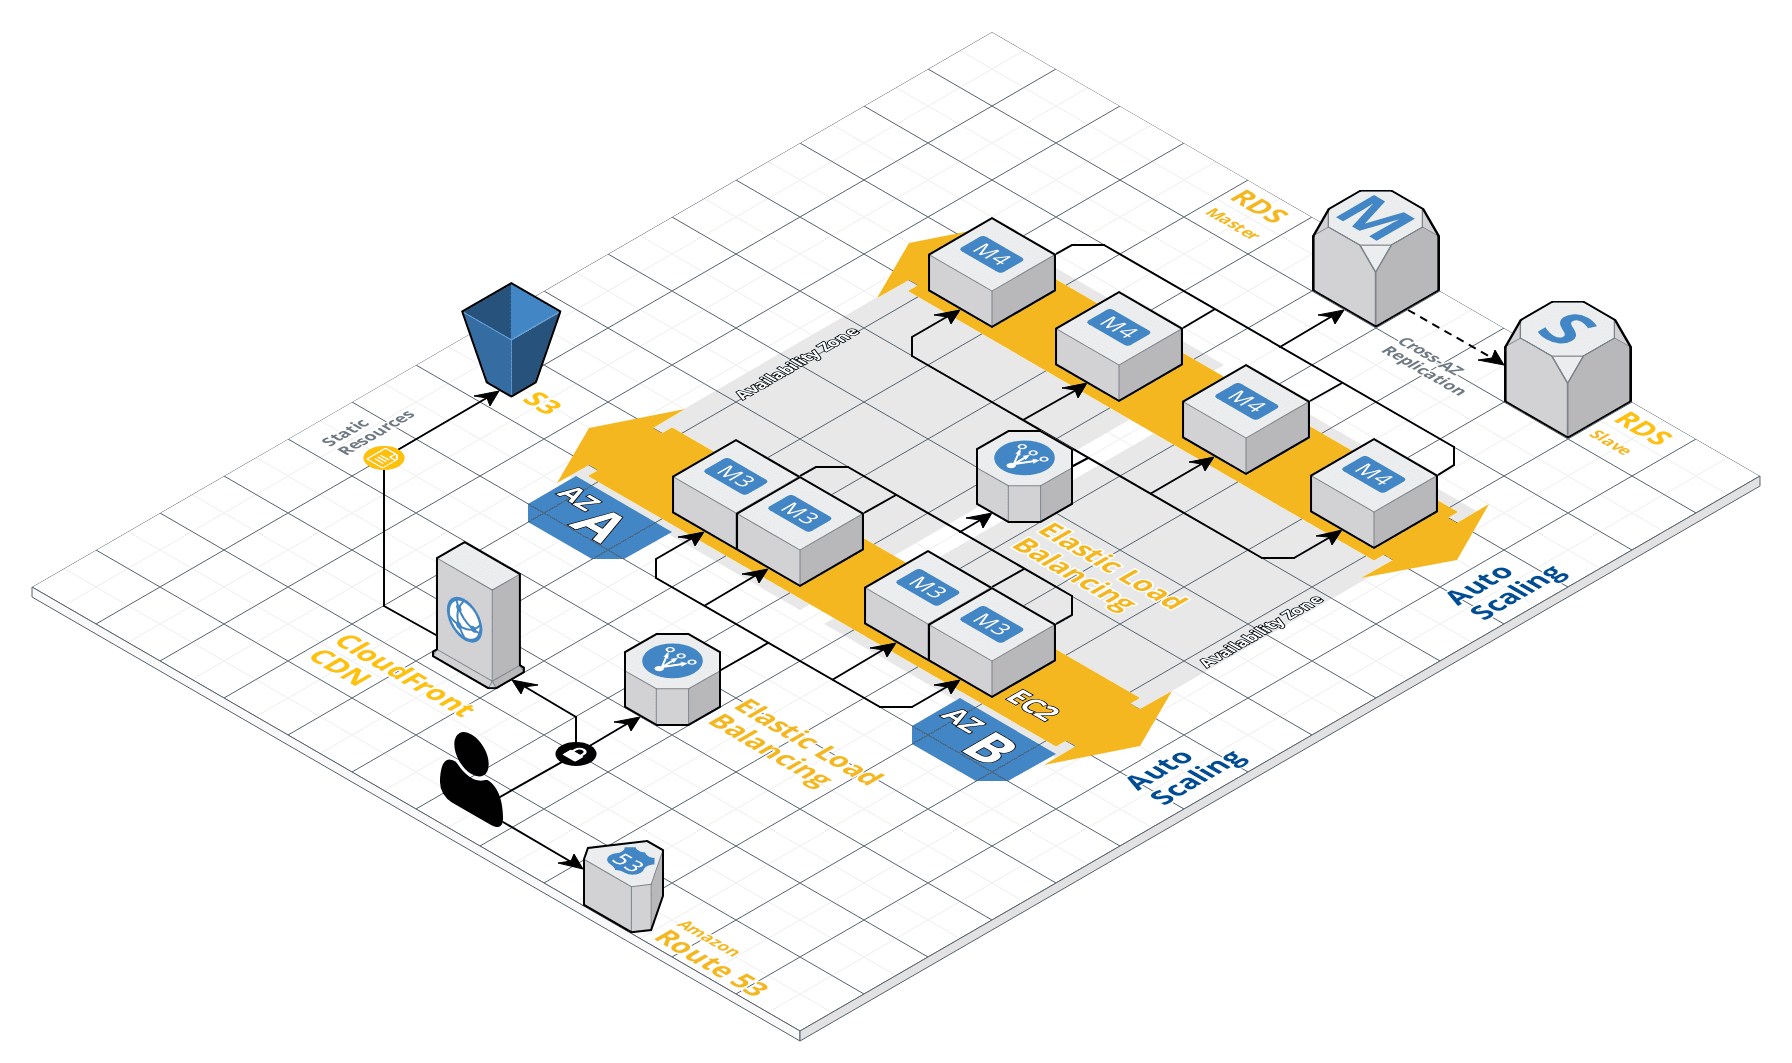 RDS
Master
M
M4
M4
M4
M4
S
Cross-AZ
Replication
RDS
Slave
Availability Zone
S3
Static
Resources
M3
M3
M3
M3
AZ
A
Elastic Load
Balancing
Auto
Scaling
Availability Zone
CloudFront
CDN
Elastic Load
Balancing
EC2
AZ
B
Auto
Scaling
53
Amazon
Route 53